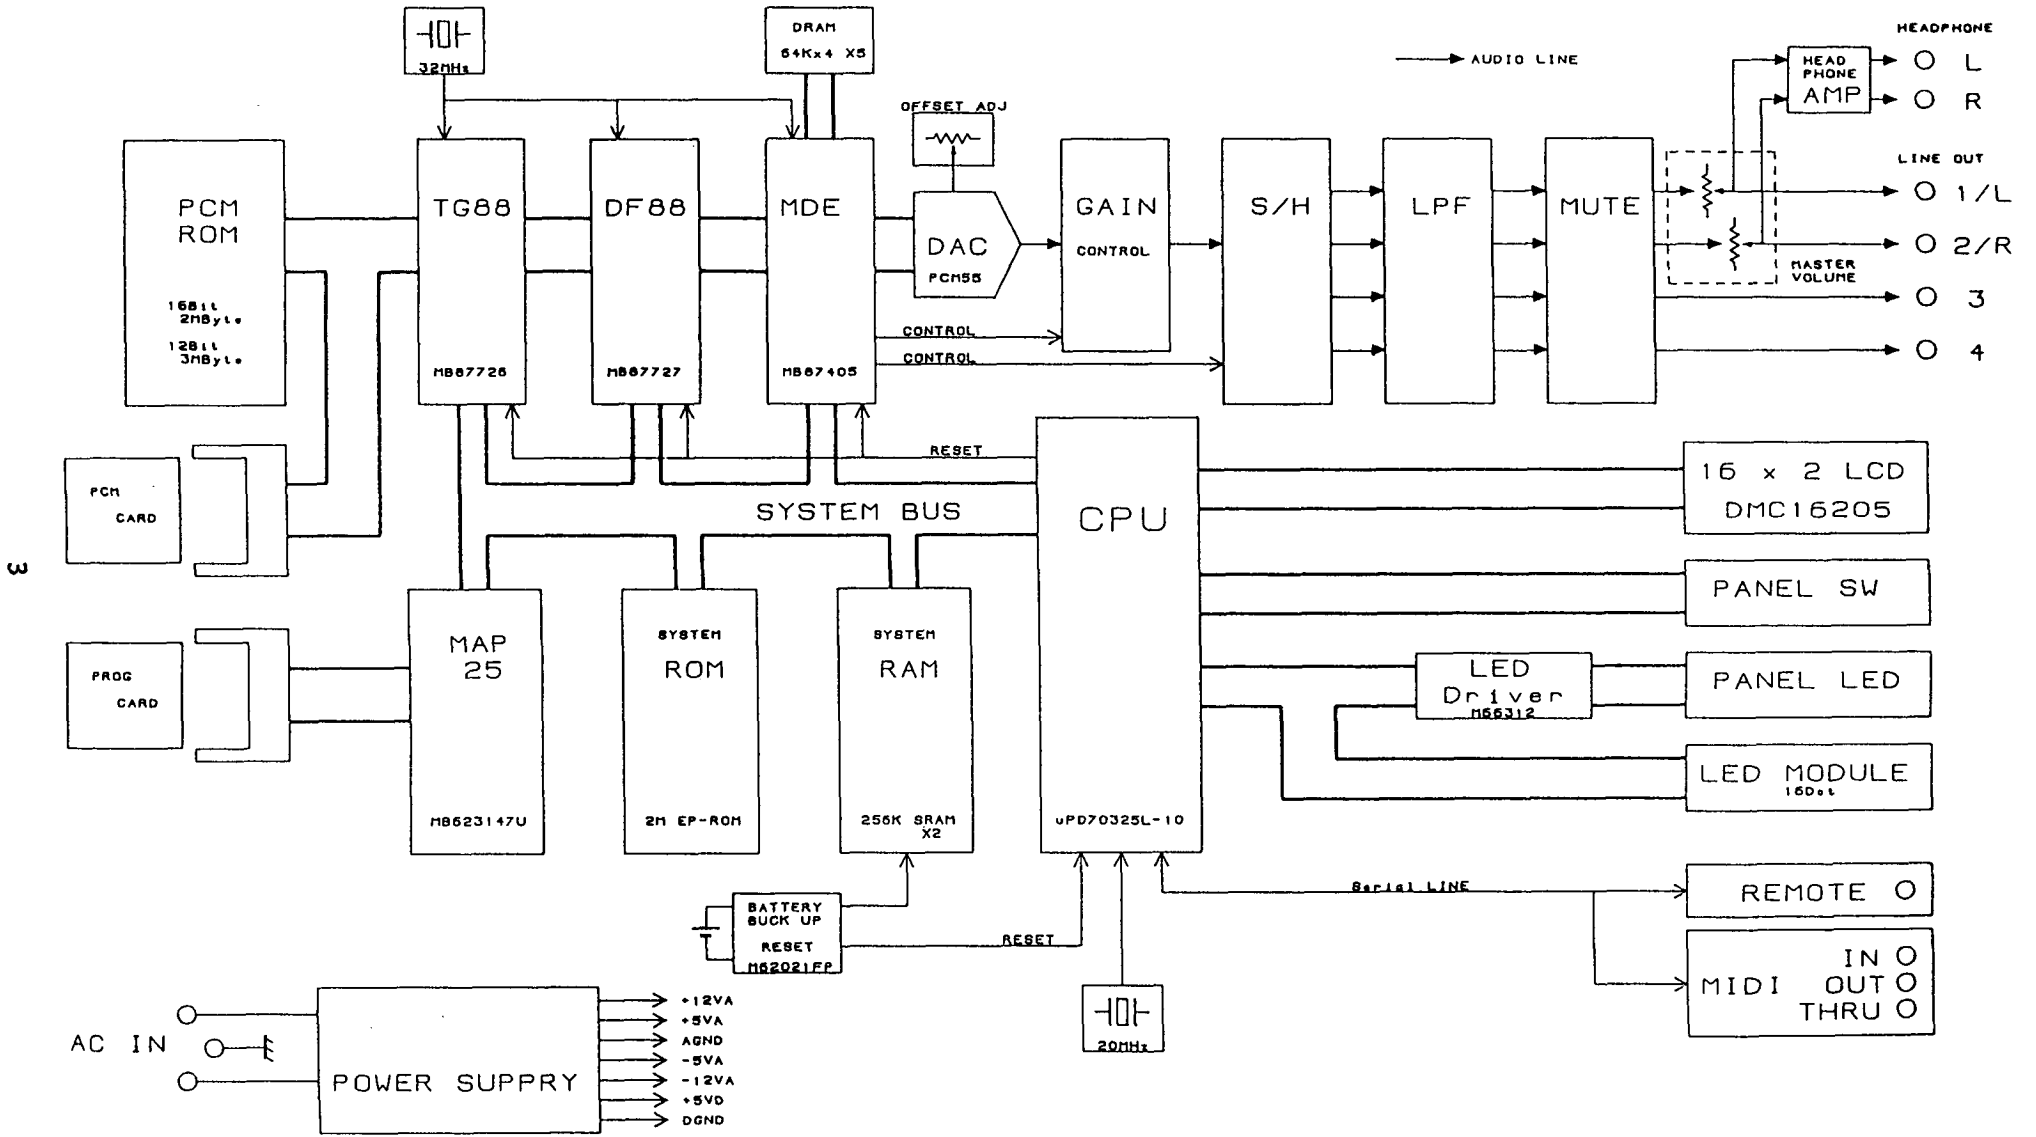 32MHz
DRAM
64Kx4 X5
AUDIO LINE
HEADPHONE
HEAD
PHONE
AMP
L
R
OFFSET ADJ
LINE OUT
PCM
ROM
16Bit
2MByte
12Bit
3MByte
TG88
MB87726
DF88
MB87727
MDE
MB87405
DAC
PCM55
GAIN
CONTROL
S/H
LPF
MUTE
MASTER
VOLUME
1/L
2/R
3
4
CONTROL
CONTROL
RESET
PCM
CARD
SYSTEM BUS
CPU
uPD70325L-10
16 x 2 LCD
DMC16205
PANEL SW
3
PROG
CARD
MAP
25
MB623147U
SYSTEM
ROM
2M EP-ROM
SYSTEM
RAM
256K SRAM
X2
LED
Driver
M66312
PANEL LED
LED MODULE
16Dot
BATTERY
BUCK UP
RESET
M62021FP
RESET
Serial LINE
REMOTE
MIDI
IN
OUT
THRU
20MHz
AC IN
POWER SUPPRY
+12VA
+5VA
AGND
-5VA
-12VA
+5VD
DGND